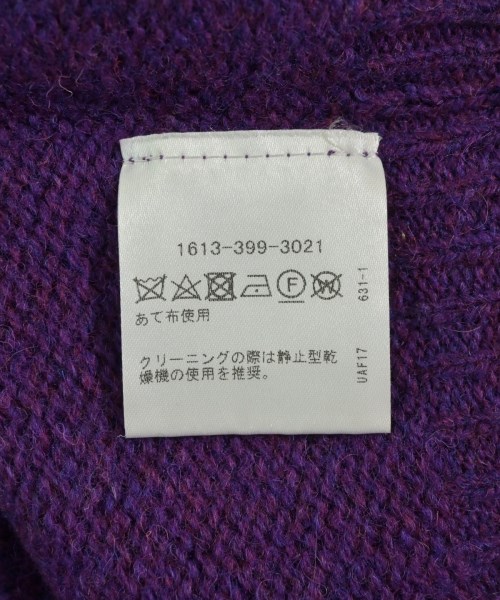 1613-399-3021
F W
あて布使用
クリーニングの際は静止型乾
燥機の使用を推奨。
631-1
UAF17